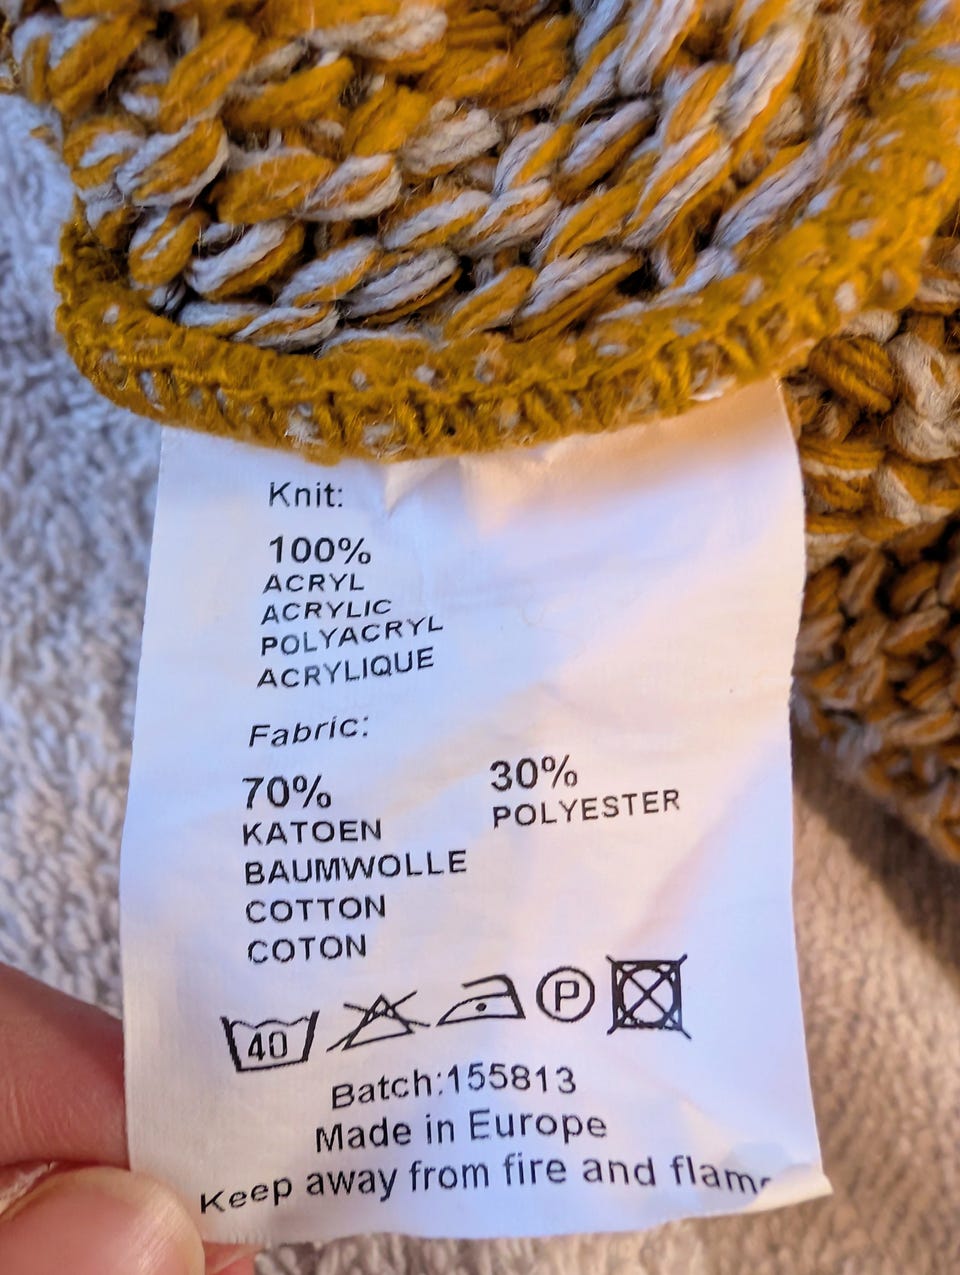 Knit:
100%
ACRYL
ACRYLIC
POLYACRYL
ACRYLIQUE
Fabric:
70% 30%
KATOEN POLYESTER
BAUMWOLLE
COTTON
COTON
40 P
Batch:155813
Made in Europe
Keep away from fire and